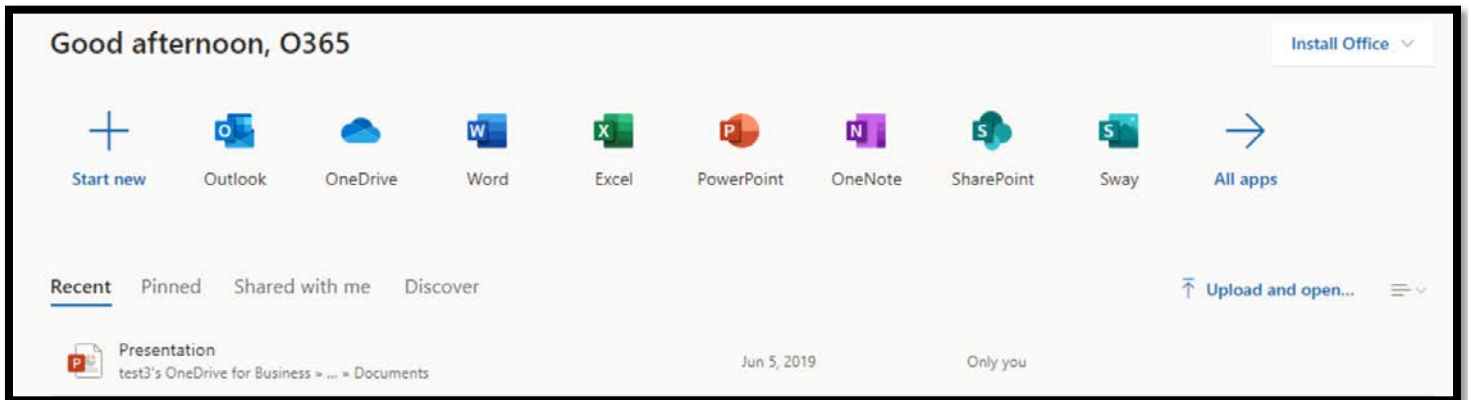 Good afternoon, O365
Install Office
Start new Outlook OneDrive Word Excel PowerPoint OneNote SharePoint Sway All apps
Recent Pinned Shared with me Discover Upload and open...
Presentation
Jun 5, 2019 Only you
test3's OneDrive for Business » ... » Documents